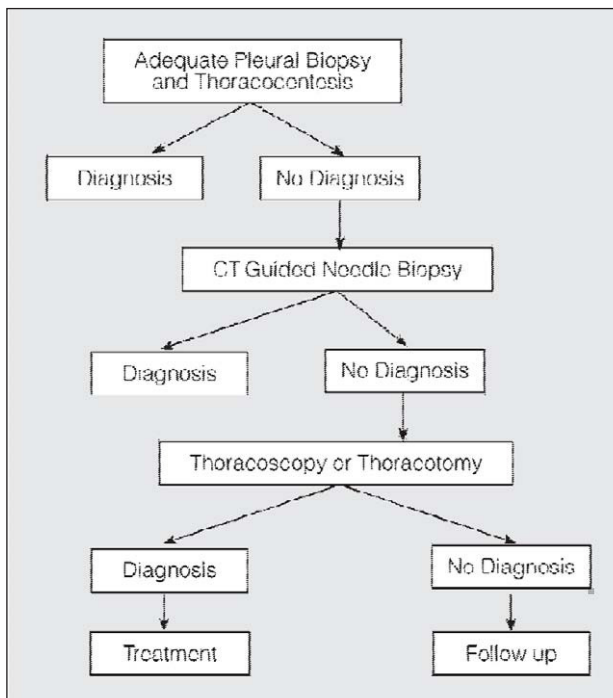 Adequate Pleural Biopsy
and Thoracocentesis
Diagnosis
No Diagnosis
CT Guided Needle Biopsy
Diagnosis
No Diagnosis
Thoracoscopy or Thoracotomy
Diagnosis
No Diagnosis
Treatment
Follow up